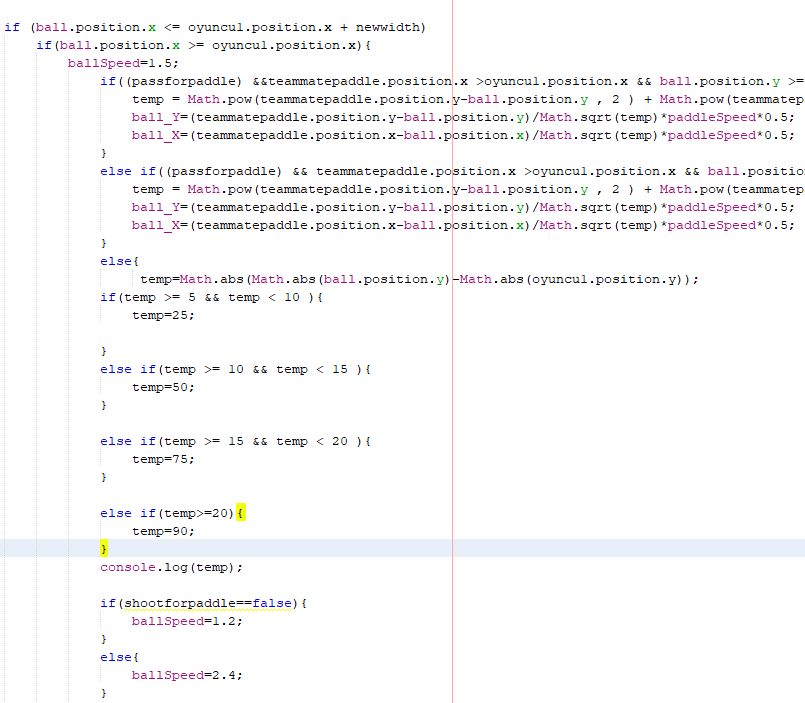 if (ball.position.x <= oyuncu1.position.x + newwidth)
if(ball.position.x >= oyuncu1.position.x){
ballSpeed=1.5;
if((passforpaddle) &&teammatepaddle.position.x >oyuncu1.position.x && ball.position.y >=
temp = Math.pow(teammatepaddle.position.y-ball.position.y , 2 ) + Math.pow(teammatep
ball_Y=(teammatepaddle.position.y-ball.position.y)/Math.sqrt(temp)*paddleSpeed*0.5;
ball_X=(teammatepaddle.position.x-ball.position.x)/Math.sqrt(temp)*paddleSpeed*0.5;
}
else if((passforpaddle) && teammatepaddle.position.x >oyuncu1.position.x && ball.positio
temp = Math.pow(teammatepaddle.position.y-ball.position.y , 2 ) + Math.pow(teammatep
ball_Y=(teammatepaddle.position.y-ball.position.y)/Math.sqrt(temp)*paddleSpeed*0.5;
ball_X=(teammatepaddle.position.x-ball.position.x)/Math.sqrt(temp)*paddleSpeed*0.5;
}
else{
temp=Math.abs(Math.abs(ball.position.y)-Math.abs(oyuncu1.position.y));
if(temp >= 5 && temp < 10 ){
temp=25;
}
else if(temp >= 10 && temp < 15 ){
temp=50;
}
else if(temp >= 15 && temp < 20 ){
temp=75;
}
else if(temp>=20){
temp=90;
}
console.log(temp);
if(shootforpaddle==false){
ballSpeed=1.2;
}
else{
ballSpeed=2.4;
}